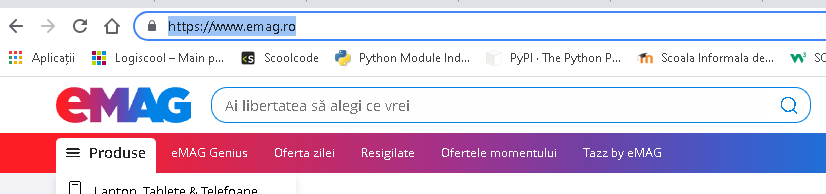 https://www.emag.ro
Aplicații Logiscool – Main p... Scoolcode Python Module Ind... PyPI · The Python P... Scoala Informala de...
eMAG Ai libertatea să alegi ce vrei
Produse eMAG Genius Oferta zilei Resigilate Ofertele momentului Tazz by eMAG
Laptop, Tablete & Telefoane